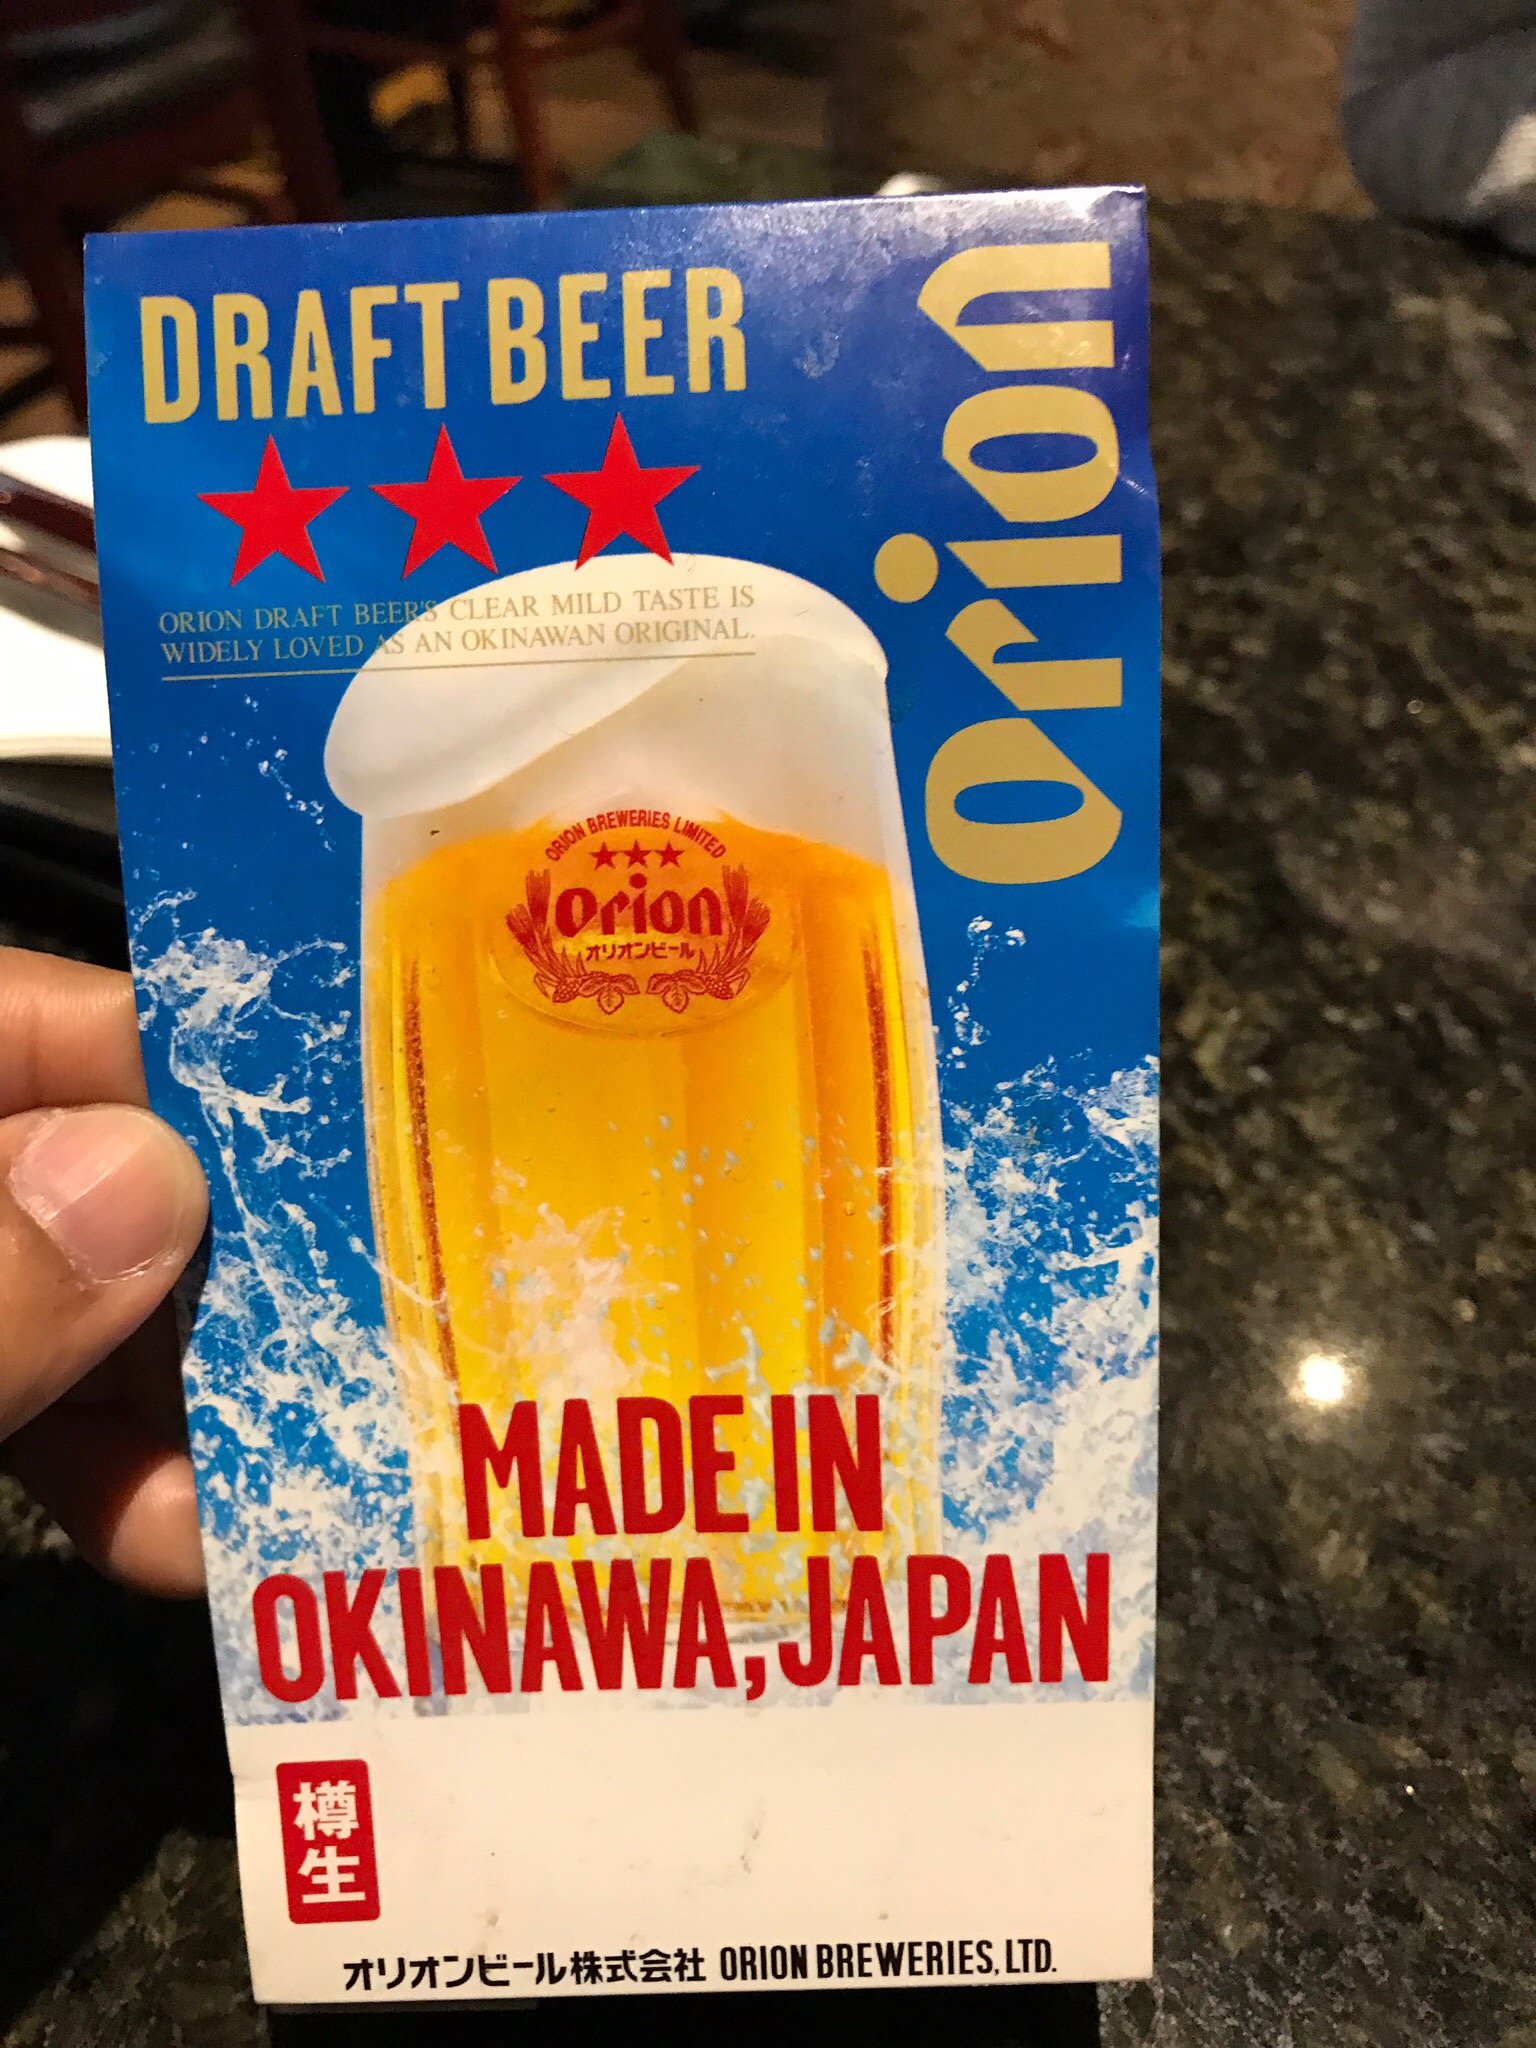 DRAFT BEER
orion
ORION DRAFT BEER'S CLEAR MILD TASTE IS
WIDELY LOVED AS AN OKINAWAN ORIGINAL.
ORION BREWERIES LIMITED
orion
オリオンビール
MADE IN
OKINAWA, JAPAN
樽生
オリオンビール株式会社 ORION BREWERIES, LTD.